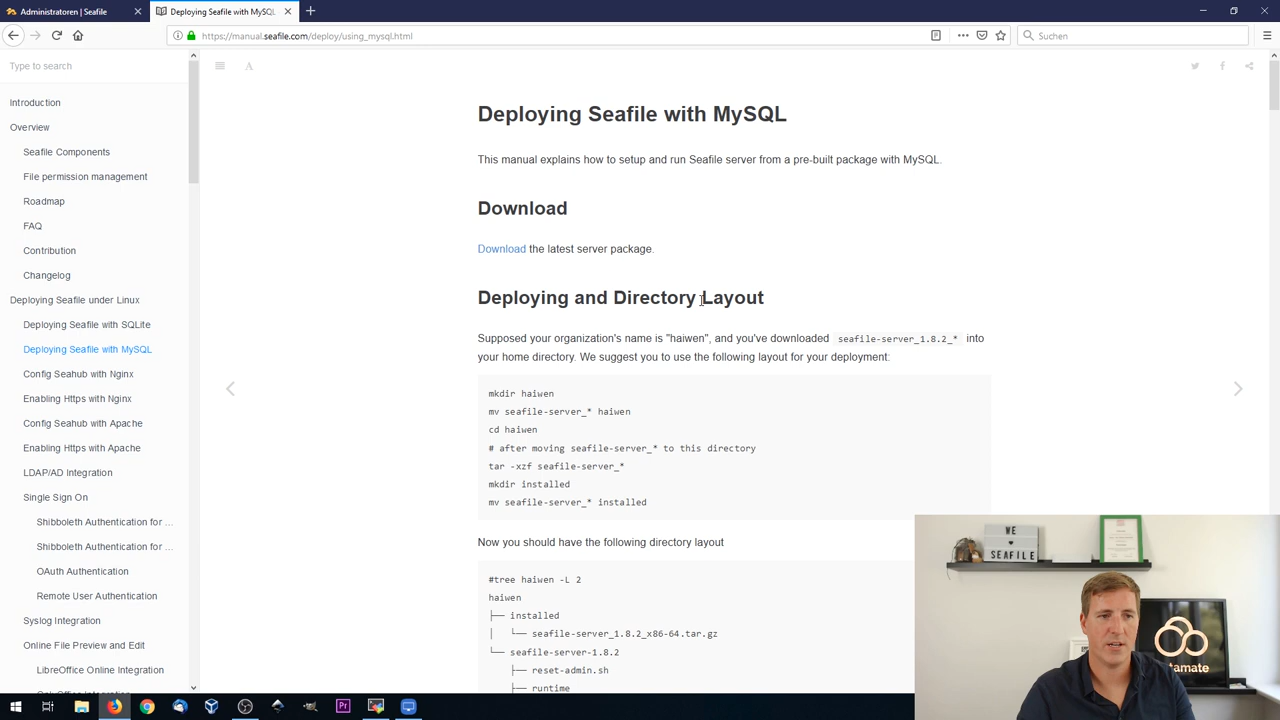 Administratoren | Seafile
Deploying Seafile with MySQL
https://manual.seafile.com/deploy/using_mysql.html
Suchen
Type to search
Introduction
Overview
Seafile Components
File permission management
Roadmap
FAQ
Contribution
Changelog
Deploying Seafile under Linux
Deploying Seafile with SQLite
Deploying Seafile with MySQL
Config Seahub with Nginx
Enabling Https with Nginx
Config Seahub with Apache
Enabling Https with Apache
LDAP/AD Integration
Single Sign On
Shibboleth Authentication for ...
Shibboleth Authentication for ...
OAuth Authentication
Remote User Authentication
Syslog Integration
Online File Preview and Edit
LibreOffice Online Integration
A
Deploying Seafile with MySQL
This manual explains how to setup and run Seafile server from a pre-built package with MySQL.
Download
Download the latest server package.
Deploying and Directory Layout
Supposed your organization's name is "haiwen", and you've downloaded seafile-server_1.8.2_* into
your home directory. We suggest you to use the following layout for your deployment:
mkdir haiwen
mv seafile-server_* haiwen
cd haiwen
# after moving seafile-server_* to this directory
tar -xzf seafile-server_*
mkdir installed
mv seafile-server_* installed
Now you should have the following directory layout
#tree haiwen -L 2
haiwen
├── installed
│   └── seafile-server_1.8.2_x86-64.tar.gz
└── seafile-server-1.8.2
├── reset-admin.sh
├── runtime
WE
♥
SEAFILE
tamate
Pr